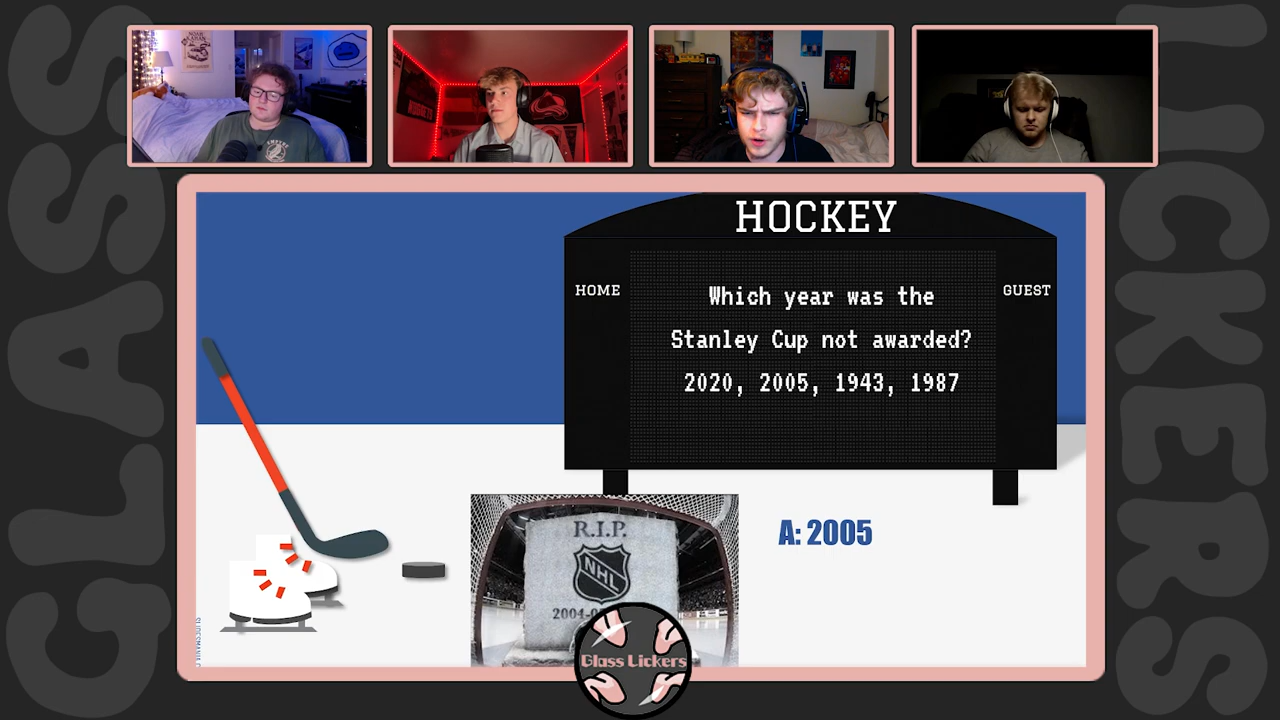 GLASS
LICKERS
HOCKEY
HOME
GUEST
Which year was the
Stanley Cup not awarded?
2020, 2005, 1943, 1987
R.I.P.
NHL
A: 2005
Glass Lickers